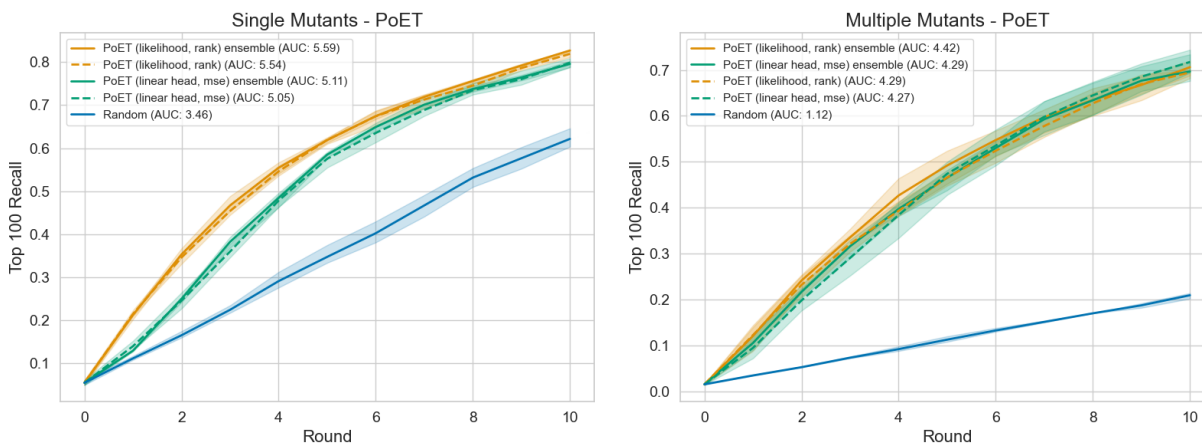 Single Mutants - PoET
PoET (likelihood, rank) ensemble (AUC: 5.59)
PoET (likelihood, rank) (AUC: 5.54)
PoET (linear head, mse) ensemble (AUC: 5.11)
PoET (linear head, mse) (AUC: 5.05)
Random (AUC: 3.46)
Top 100 Recall
0.8
0.7
0.6
0.5
0.4
0.3
0.2
0.1
0 2 4 6 8 10
Round
Multiple Mutants - PoET
PoET (likelihood, rank) ensemble (AUC: 4.42)
PoET (linear head, mse) ensemble (AUC: 4.29)
PoET (likelihood, rank) (AUC: 4.29)
PoET (linear head, mse) (AUC: 4.27)
Random (AUC: 1.12)
Top 100 Recall
0.7
0.6
0.5
0.4
0.3
0.2
0.1
0.0
0 2 4 6 8 10
Round